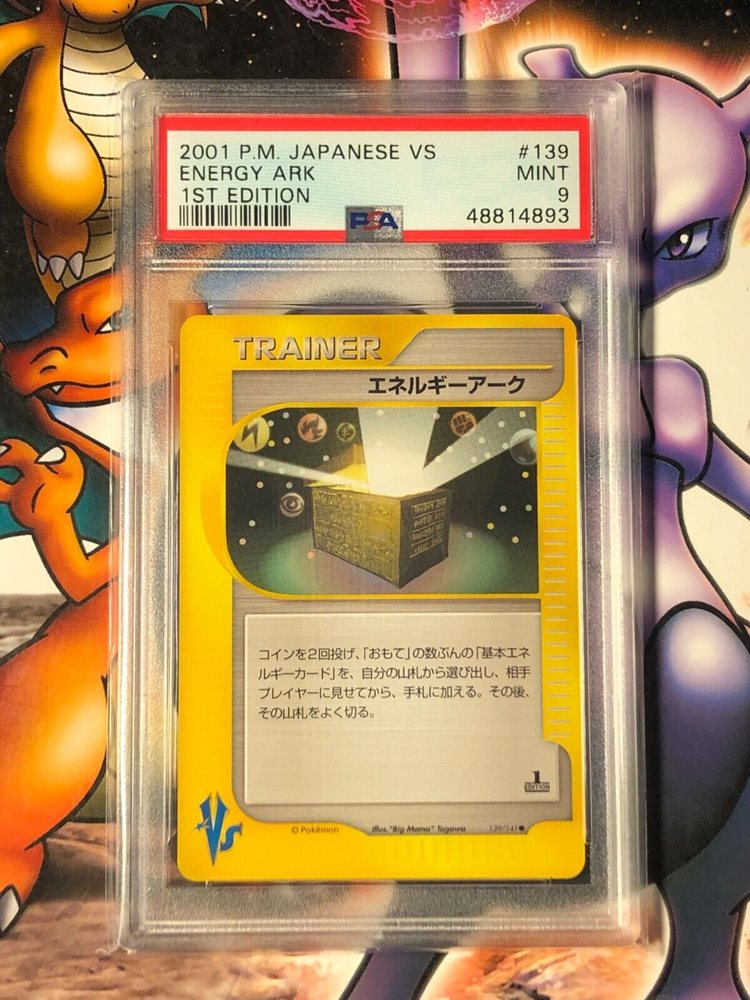 2001 P.M. JAPANESE VS #139
ENERGY ARK MINT
1ST EDITION 9
PSA 48814893
TRAINER
エネルギーアーク
コインを2回投げ、「おもて」の数ぶんの「基本エネ
ルギーカード」を、自分の山札から選び出し、相手
プレイヤーに見せてから、手札に加える。その後、
その山札をよく切る。
1
EDITION
VS
©Pokémon Illus."Big Mama" Tagawa 139/141●